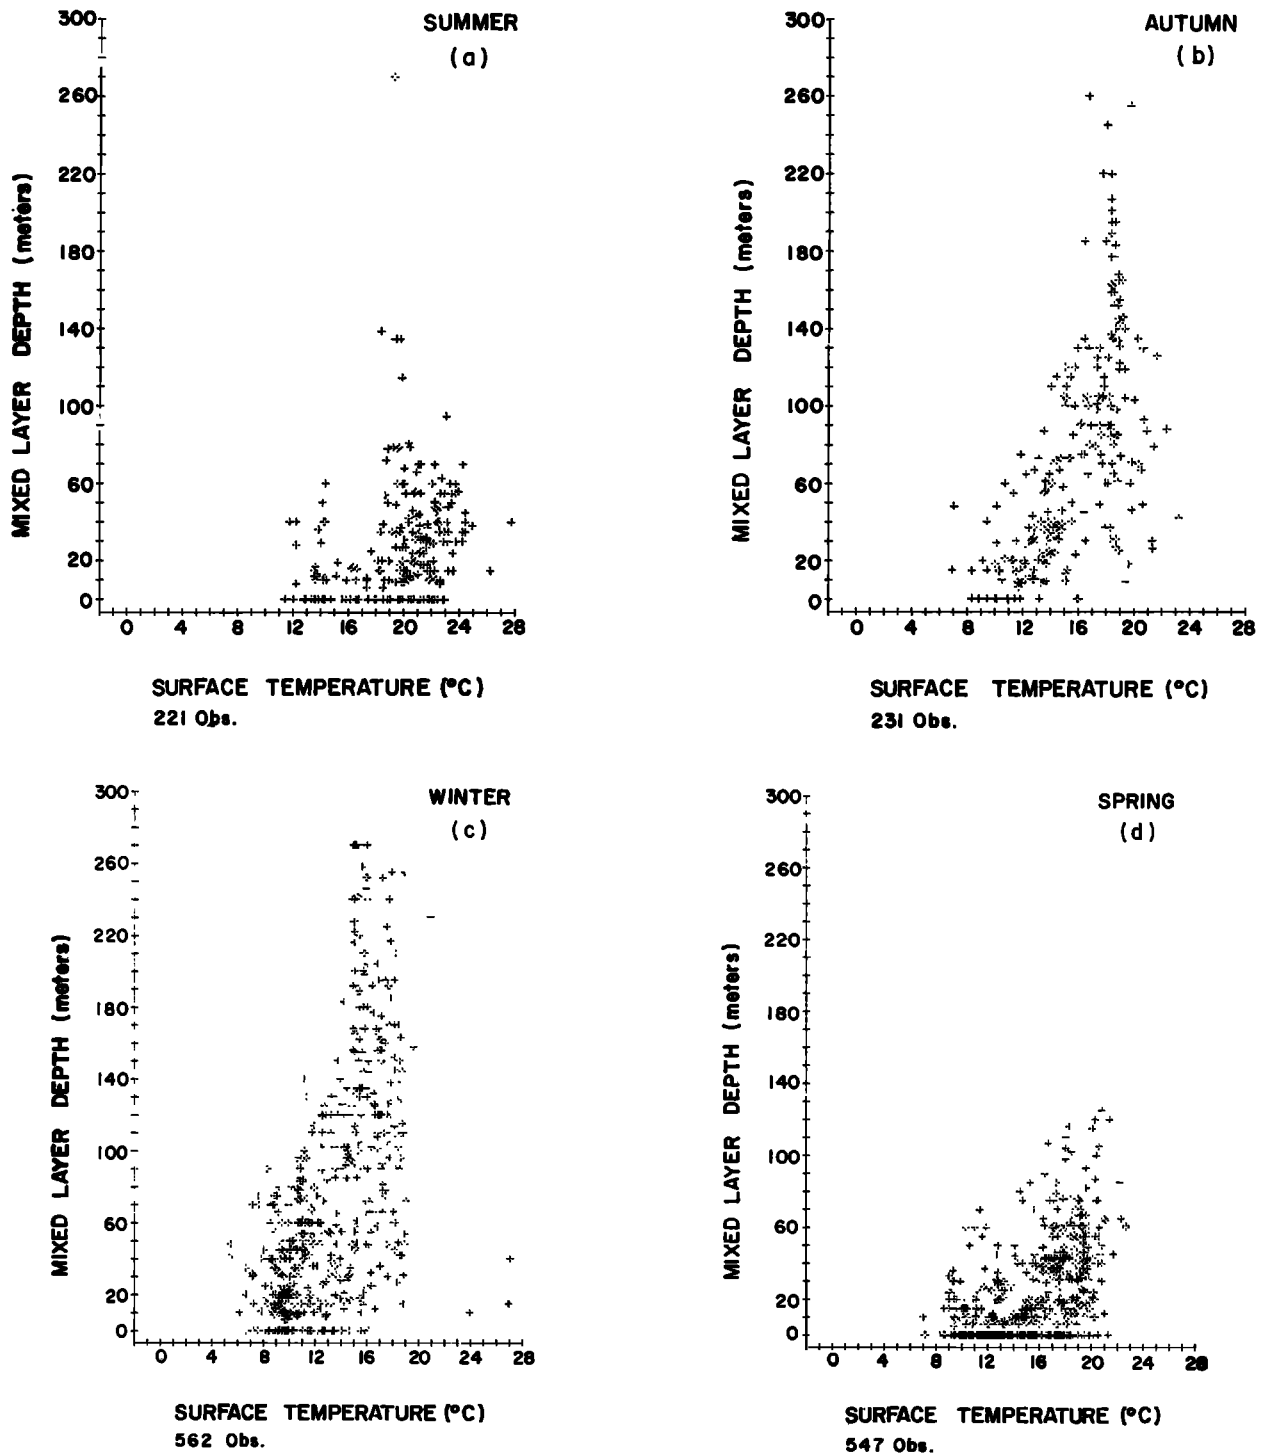 SUMMER
(a)
MIXED LAYER DEPTH (meters)
300
260
220
180
140
100
60
20
0
0 4 8 12 16 20 24 28
SURFACE TEMPERATURE (°C)
221 Obs.
AUTUMN
(b)
MIXED LAYER DEPTH (meters)
300
260
220
180
140
100
60
20
0
0 4 8 12 16 20 24 28
SURFACE TEMPERATURE (°C)
231 Obs.
WINTER
(c)
MIXED LAYER DEPTH (meters)
300
260
220
180
140
100
60
20
0
0 4 8 12 16 20 24 28
SURFACE TEMPERATURE (°C)
562 Obs.
SPRING
(d)
MIXED LAYER DEPTH (meters)
300
260
220
180
140
100
60
20
0
0 4 8 12 16 20 24 28
SURFACE TEMPERATURE (°C)
547 Obs.